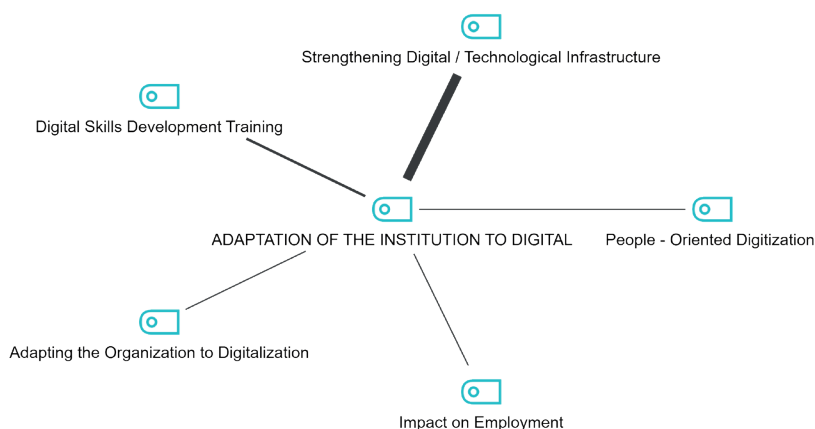 Strengthening Digital / Technological Infrastructure
Digital Skills Development Training
ADAPTATION OF THE INSTITUTION TO DIGITAL
People - Oriented Digitization
Adapting the Organization to Digitalization
Impact on Employment